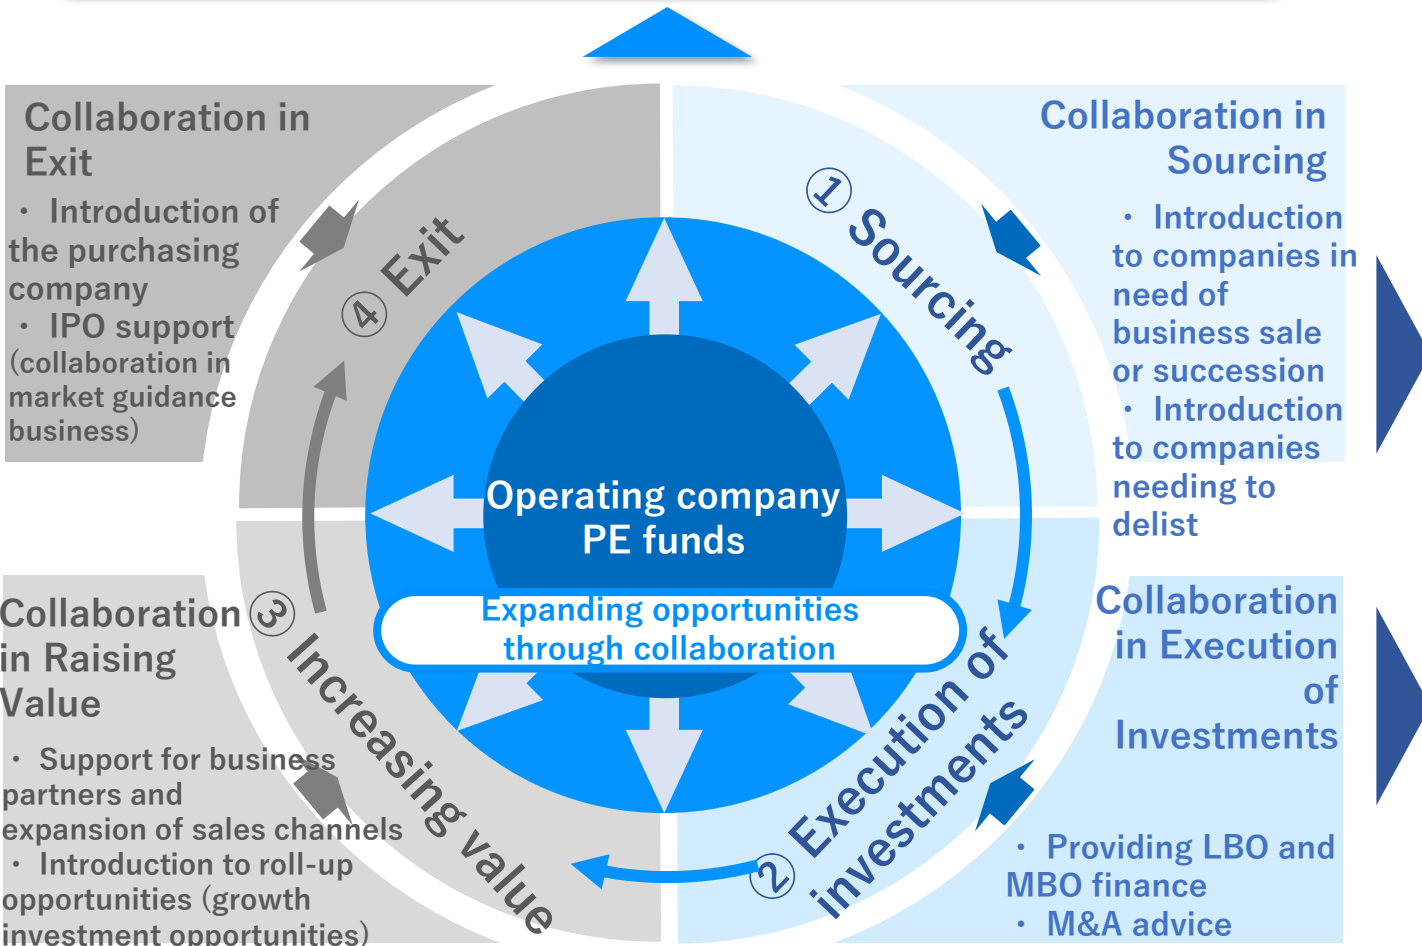 Collaboration in
Exit
・ Introduction of
the purchasing
company
・ IPO support
(collaboration in
market guidance
business)
④ Exit
① Sourcing
Collaboration in
Sourcing
・ Introduction
to companies in
need of
business sale
or succession
・ Introduction
to companies
needing to
delist
Operating company
PE funds
Expanding opportunities
through collaboration
Collaboration
in Raising
Value
・ Support for business
partners and
expansion of sales channels
・ Introduction to roll-up
opportunities (growth
investment opportunities)
③ Increasing value
② Execution of
investments
Collaboration
in Execution
of
Investments
・ Providing LBO and
MBO finance
・ M&A advice